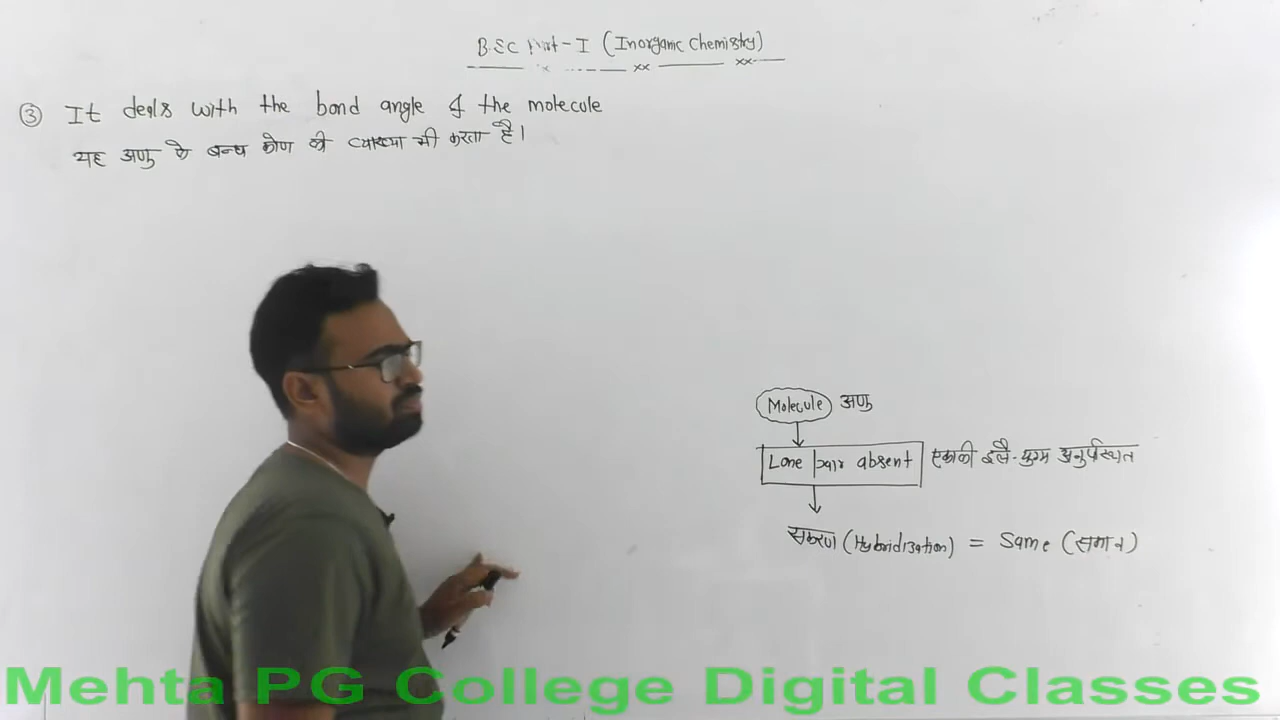 B.SC Part-I (Inorganic Chemistry)
③ It deals with the bond angle of the molecule
यह अणु के बन्ध कोण की व्याख्या भी करता है।
Molecule अणु
Lone pair absent एकाकी इलै-युग्म अनुपस्थित
संकरण (Hybridization) = Same (समान)
Mehta PG College Digital Classes